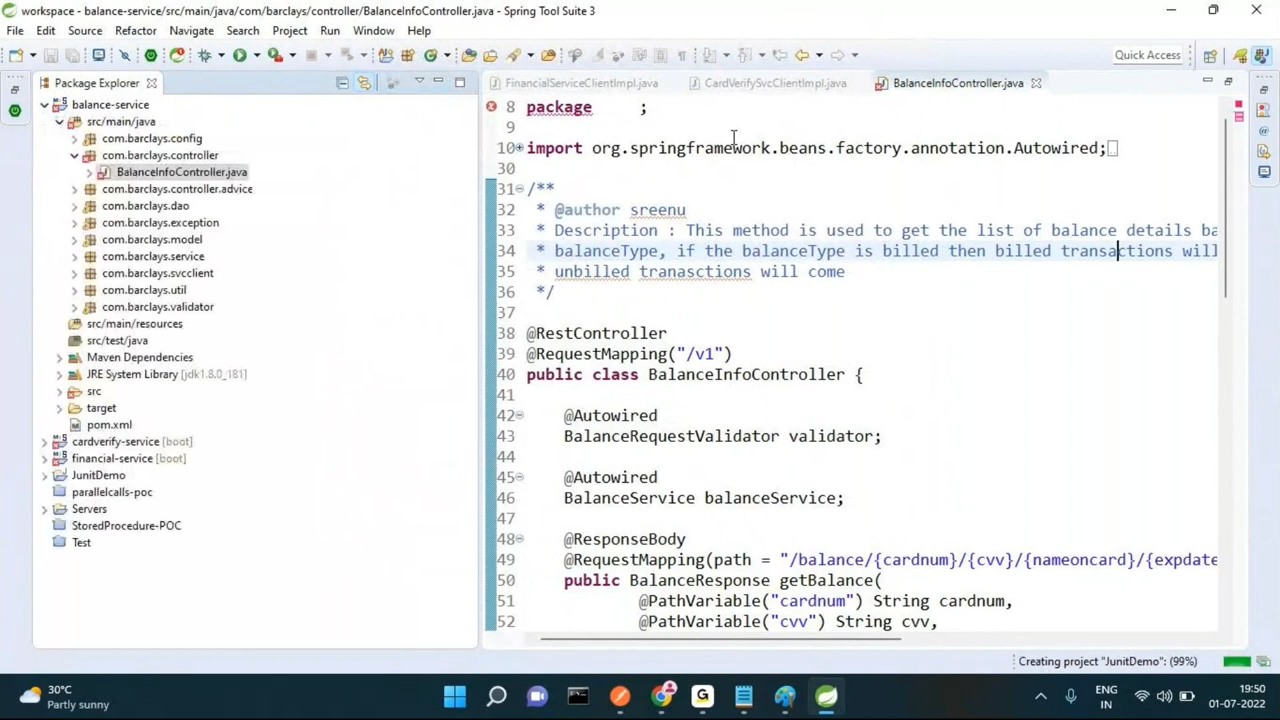 workspace - balance-service/src/main/java/com/barclays/controller/BalanceInfoController.java - Spring Tool Suite 3
File Edit Source Refactor Navigate Search Project Run Window Help
Quick Access
Package Explorer
balance-service
src/main/java
com.barclays.config
com.barclays.controller
BalanceInfoController.java
com.barclays.controller.advice
com.barclays.dao
com.barclays.exception
com.barclays.model
com.barclays.service
com.barclays.svcclient
com.barclays.util
com.barclays.validator
src/main/resources
src/test/java
Maven Dependencies
JRE System Library [jdk1.8.0_181]
src
target
pom.xml
cardverify-service [boot]
financial-service [boot]
JunitDemo
parallelcalls-poc
Servers
StoredProcedure-POC
Test
FinancialServiceClientImpl.java CardVerifySvcClientImpl.java BalanceInfoController.java
8 package ;
9
10 import org.springframework.beans.factory.annotation.Autowired;
30
31 /**
32 * @author sreenu
33 * Description : This method is used to get the list of balance details ba
34 * balanceType, if the balanceType is billed then billed transactions will
35 * unbilled tranasctions will come
36 */
37
38 @RestController
39 @RequestMapping("/v1")
40 public class BalanceInfoController {
41
42 @Autowired
43 BalanceRequestValidator validator;
44
45 @Autowired
46 BalanceService balanceService;
47
48 @ResponseBody
49 @RequestMapping(path = "/balance/{cardnum}/{cvv}/{nameoncard}/{expdate
50 public BalanceResponse getBalance(
51 @PathVariable("cardnum") String cardnum,
52 @PathVariable("cvv") String cvv,
Creating project "JunitDemo": (99%)
30°C
Partly sunny
ENG
IN
19:50
01-07-2022